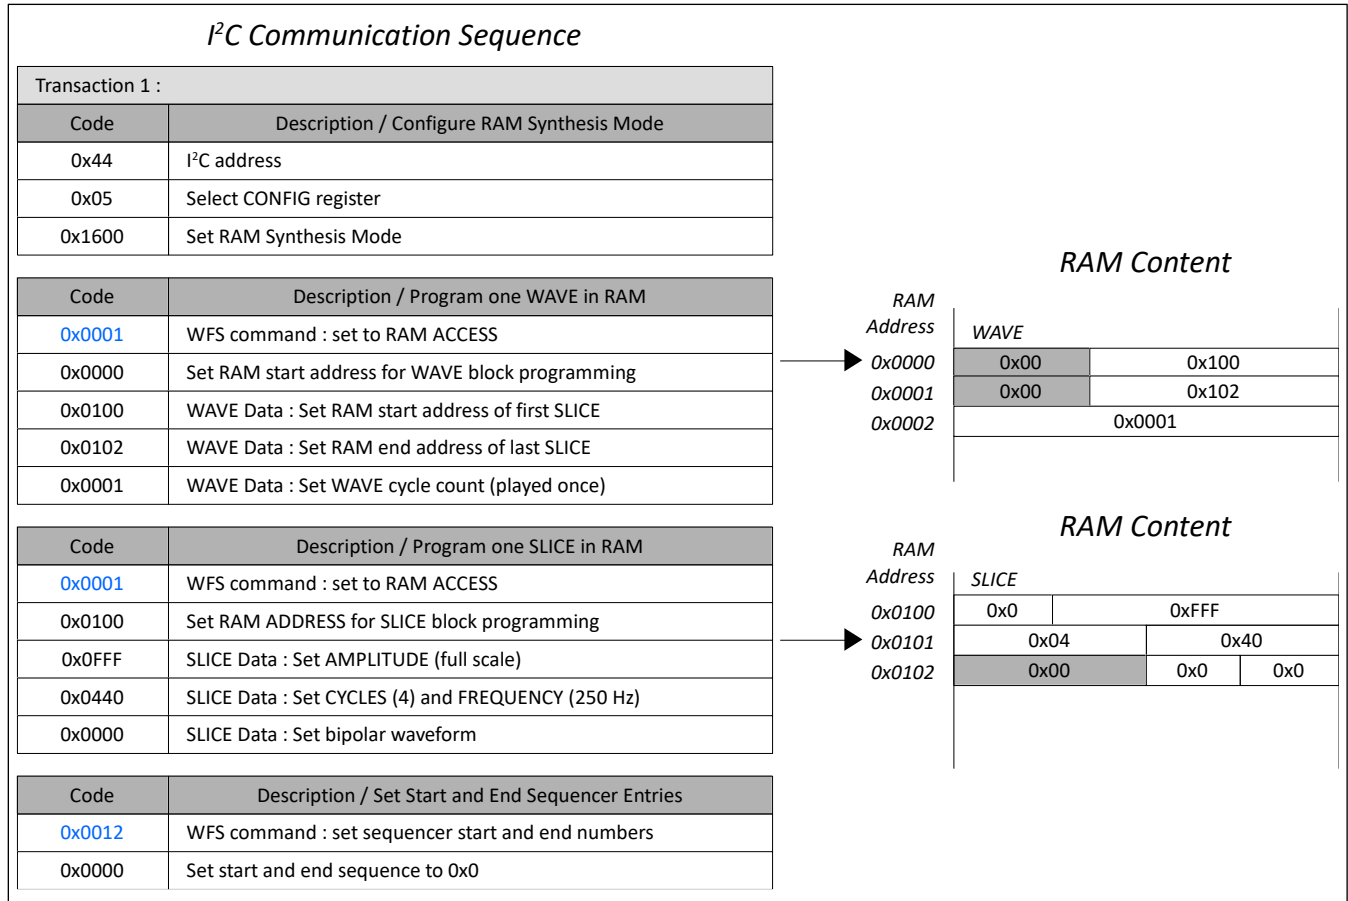 I²C Communication Sequence
Transaction 1 :
Code Description / Configure RAM Synthesis Mode
0x44 I²C address
0x05 Select CONFIG register
0x1600 Set RAM Synthesis Mode
Code Description / Program one WAVE in RAM
0x0001 WFS command : set to RAM ACCESS
0x0000 Set RAM start address for WAVE block programming
0x0100 WAVE Data : Set RAM start address of first SLICE
0x0102 WAVE Data : Set RAM end address of last SLICE
0x0001 WAVE Data : Set WAVE cycle count (played once)
RAM Content
RAM
Address WAVE
0x0000 0x00 0x100
0x0001 0x00 0x102
0x0002 0x0001
Code Description / Program one SLICE in RAM
0x0001 WFS command : set to RAM ACCESS
0x0100 Set RAM ADDRESS for SLICE block programming
0x0FFF SLICE Data : Set AMPLITUDE (full scale)
0x0440 SLICE Data : Set CYCLES (4) and FREQUENCY (250 Hz)
0x0000 SLICE Data : Set bipolar waveform
RAM Content
RAM
Address SLICE
0x0100 0x0 0xFFF
0x0101 0x04 0x40
0x0102 0x00 0x0 0x0
Code Description / Set Start and End Sequencer Entries
0x0012 WFS command : set sequencer start and end numbers
0x0000 Set start and end sequence to 0x0